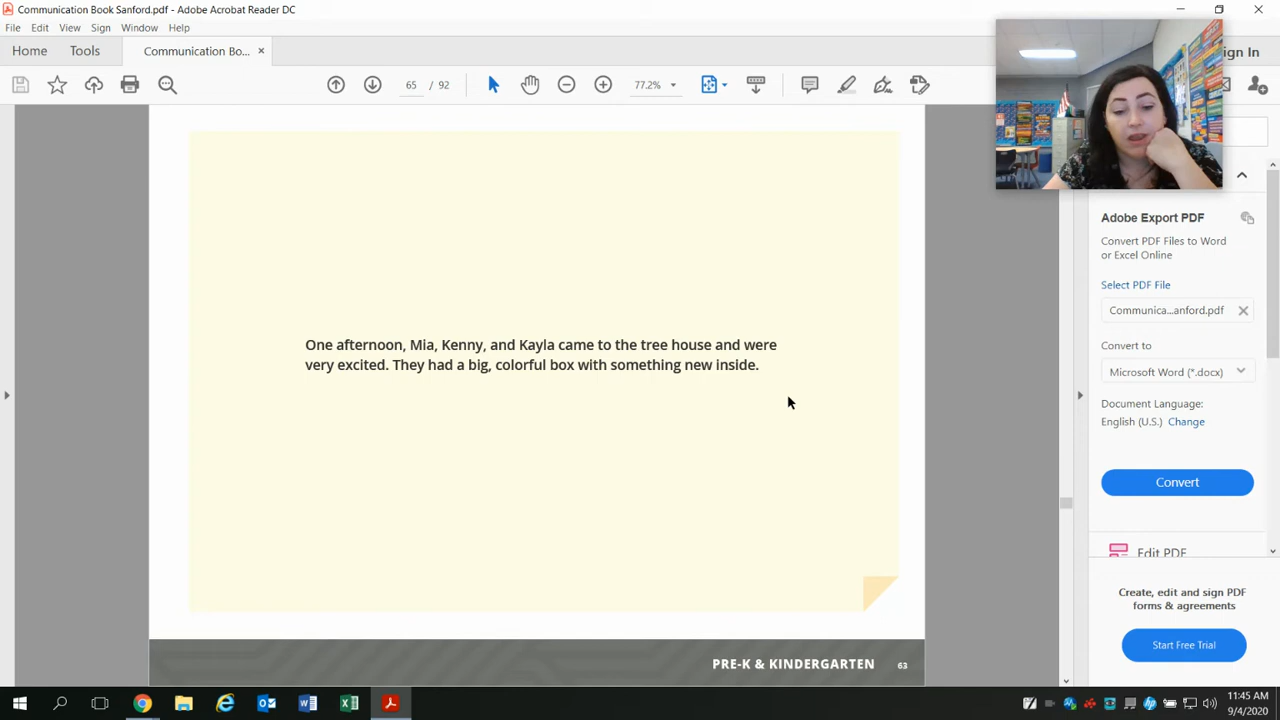 Communication Book Sanford.pdf - Adobe Acrobat Reader DC
File Edit View Sign Window Help
Home Tools Communication Bo... × Sign In
65 / 92 77.2%
One afternoon, Mia, Kenny, and Kayla came to the tree house and were
very excited. They had a big, colorful box with something new inside.
PRE-K & KINDERGARTEN 63
Adobe Export PDF
Convert PDF Files to Word
or Excel Online
Select PDF File
Communica...anford.pdf
Convert to
Microsoft Word (*.docx)
Document Language:
English (U.S.) Change
Convert
Edit PDF
Create, edit and sign PDF
forms & agreements
Start Free Trial
11:45 AM
9/4/2020